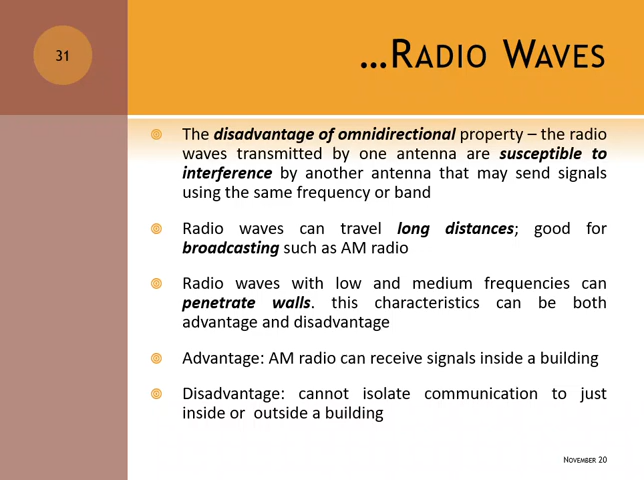 31
...RADIO WAVES
The disadvantage of omnidirectional property – the radio
waves transmitted by one antenna are susceptible to
interference by another antenna that may send signals
using the same frequency or band
Radio waves can travel long distances; good for
broadcasting such as AM radio
Radio waves with low and medium frequencies can
penetrate walls. this characteristics can be both
advantage and disadvantage
Advantage: AM radio can receive signals inside a building
Disadvantage: cannot isolate communication to just
inside or outside a building
NOVEMBER 20